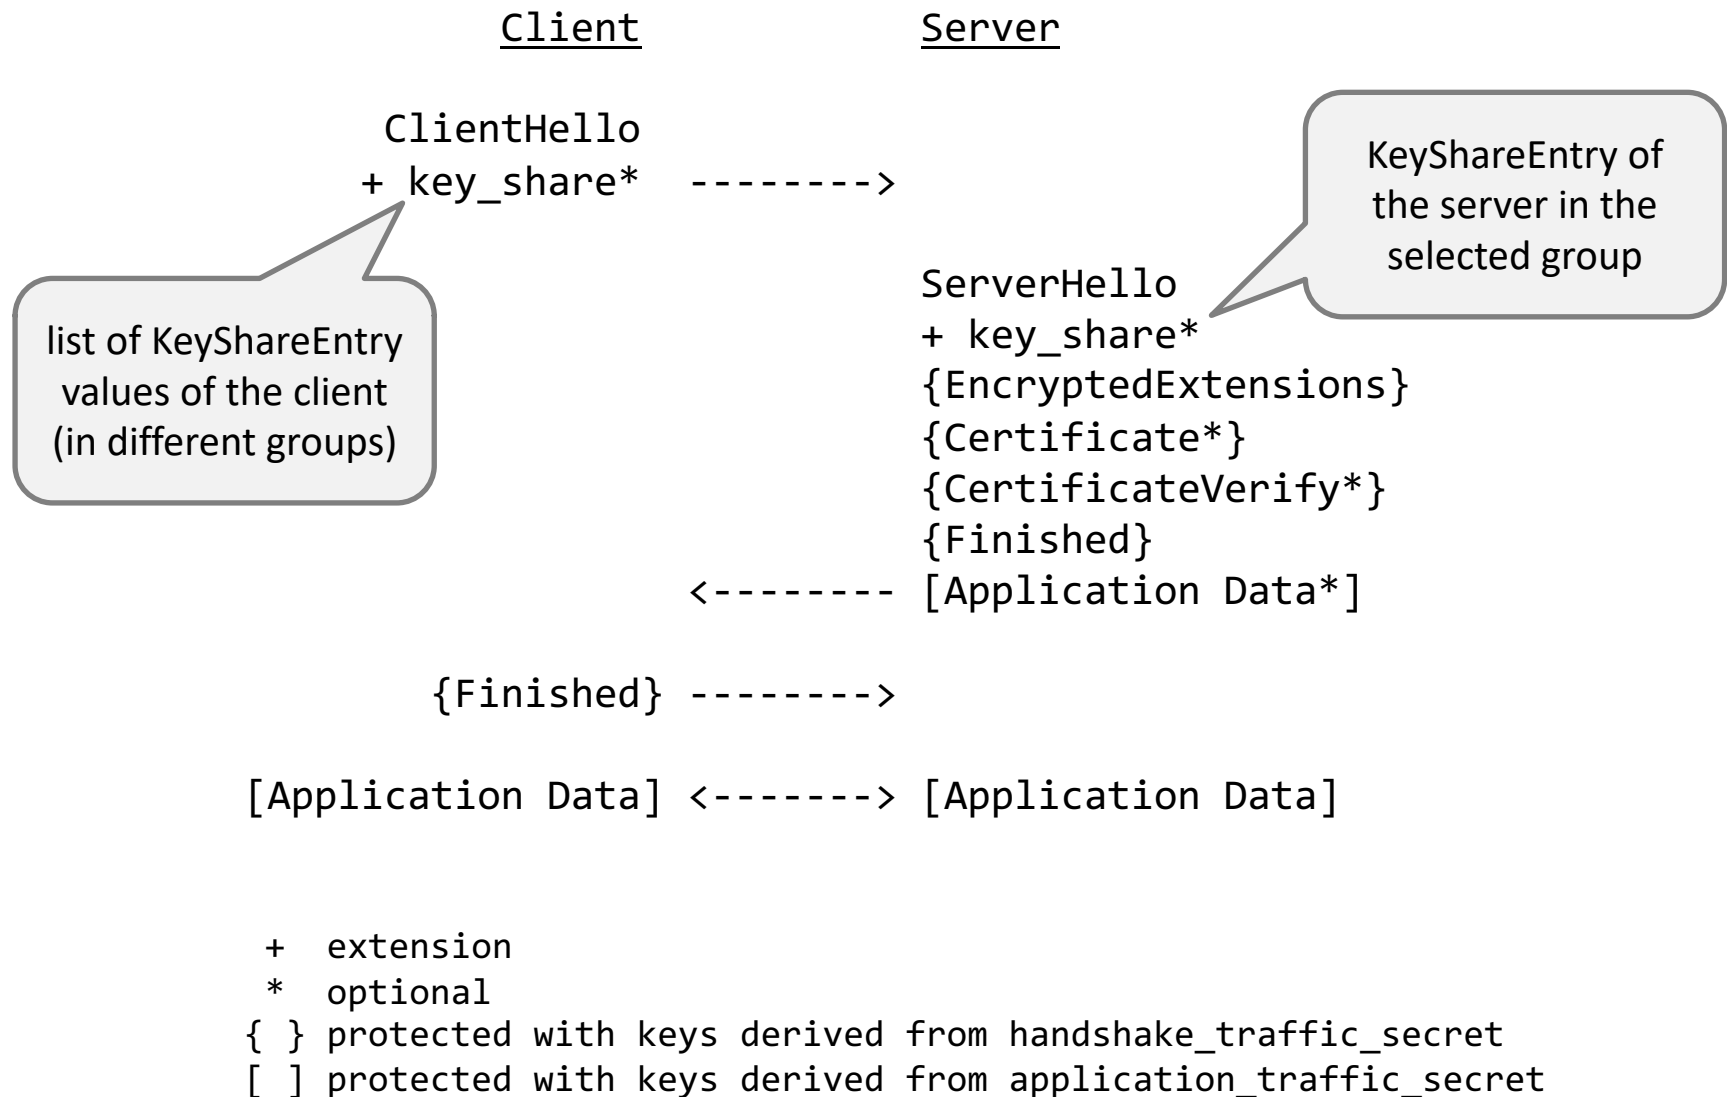 Client Server
ClientHello
+ key_share* -------->
KeyShareEntry of
the server in the
selected group
list of KeyShareEntry
values of the client
(in different groups)
ServerHello
+ key_share*
{EncryptedExtensions}
{Certificate*}
{CertificateVerify*}
{Finished}
<-------- [Application Data*]
{Finished} -------->
[Application Data] <-------> [Application Data]
+ extension
* optional
{ } protected with keys derived from handshake_traffic_secret
[ ] protected with keys derived from application_traffic_secret